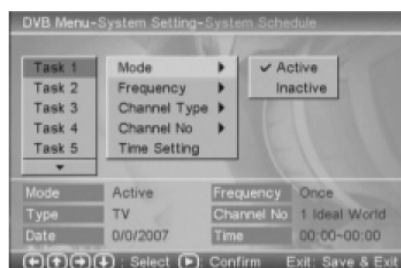 DVB Menu-System Setting-System Schedule
Task 1 Mode ✓ Active
Task 2 Frequency Inactive
Task 3 Channel Type
Task 4 Channel No
Task 5 Time Setting
Mode Active Frequency Once
Type TV Channel No 1 Ideal World
Date 0/0/2007 Time 00:00~00:00
: Select : Confirm Exit: Save & Exit